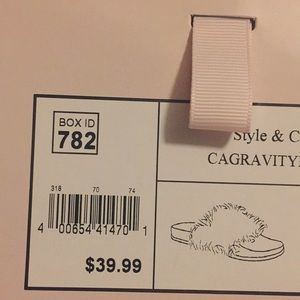 BOX ID
782
Style & C
CAGRAVITY
318 70 74
4 00654 41470 1
$39.99